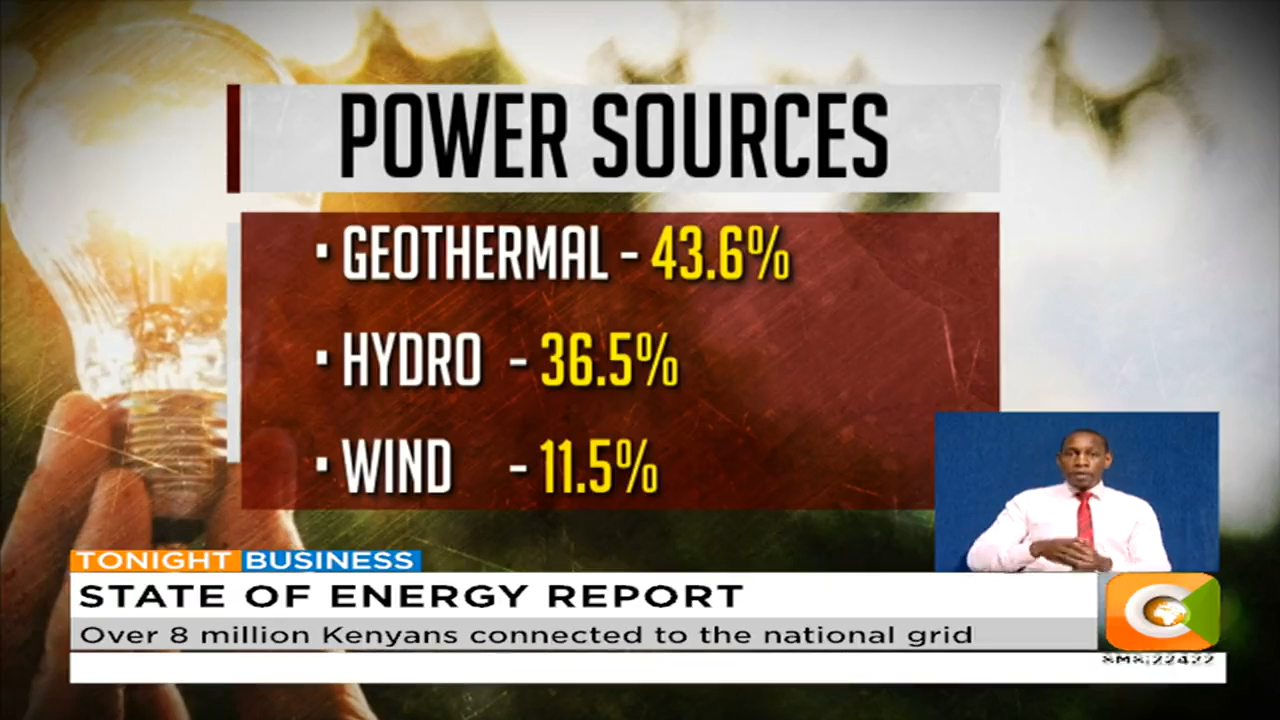 POWER SOURCES
· GEOTHERMAL – 43.6%
· HYDRO – 36.5%
· WIND – 11.5%
TONIGHT BUSINESS
STATE OF ENERGY REPORT
Over 8 million Kenyans connected to the national grid
SMS:22422